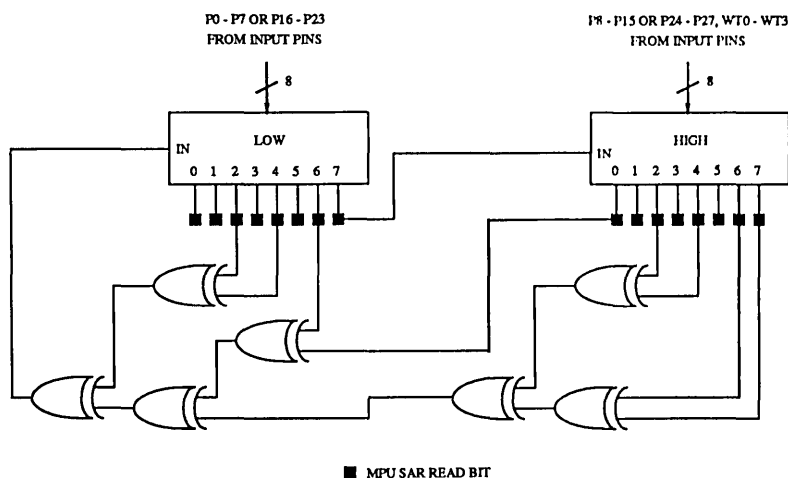 P0 - P7 OR P16 - P23
FROM INPUT PINS
P8 - P15 OR P24 - P27, WT0 - WT3
FROM INPUT PINS
8
8
LOW
IN
0 1 2 3 4 5 6 7
HIGH
IN
0 1 2 3 4 5 6 7
MPU SAR READ BIT